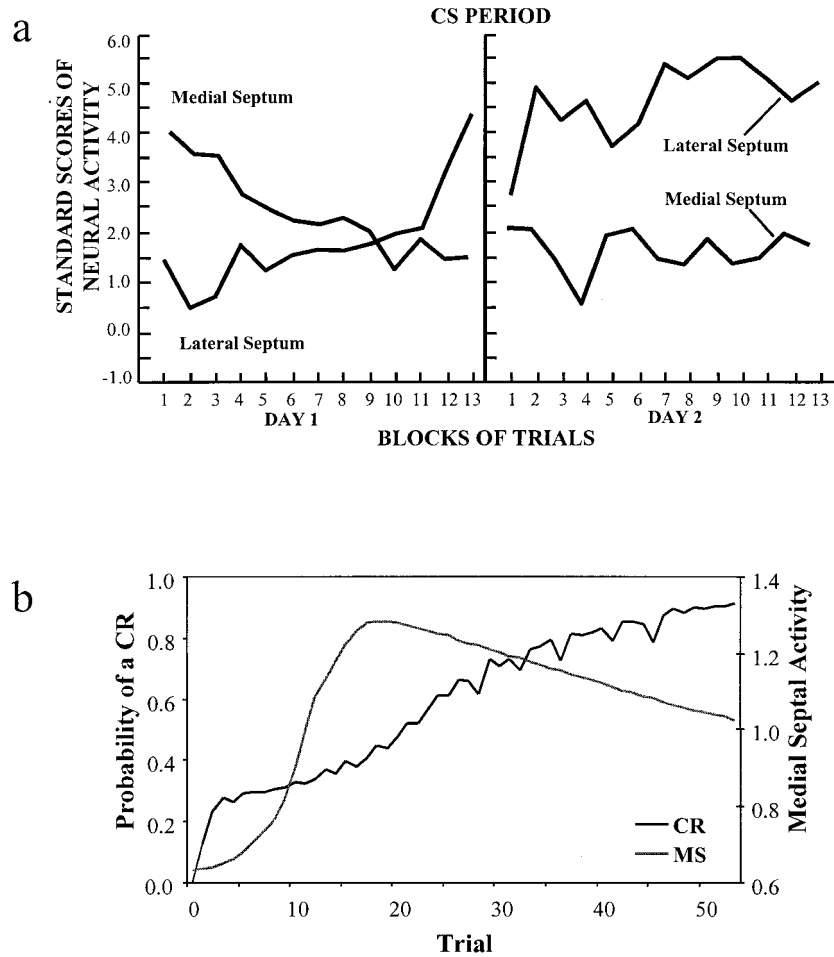 a
CS PERIOD
STANDARD SCORES OF
NEURAL ACTIVITY
6.0
5.0
4.0
3.0
2.0
1.0
0.0
-1.0
Medial Septum
Lateral Septum
Lateral Septum
Medial Septum
1 2 3 4 5 6 7 8 9 10 11 12 13
1 2 3 4 5 6 7 8 9 10 11 12 13
DAY 1
DAY 2
BLOCKS OF TRIALS
b
Probability of a CR
1.0
0.8
0.6
0.4
0.2
0.0
Medial Septal Activity
1.4
1.2
1.0
0.8
0.6
CR
MS
0 10 20 30 40 50
Trial